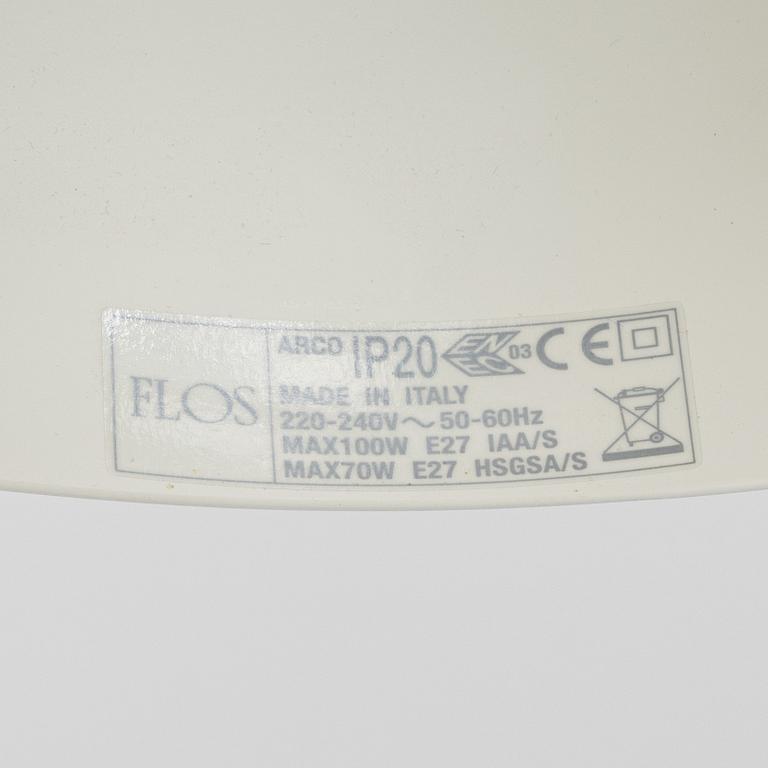 FLOS
ARCO IP20 ENEC 03 CE
MADE IN ITALY
220-240V~ 50-60Hz
MAX100W E27 IAA/S
MAX70W E27 HSGSA/S